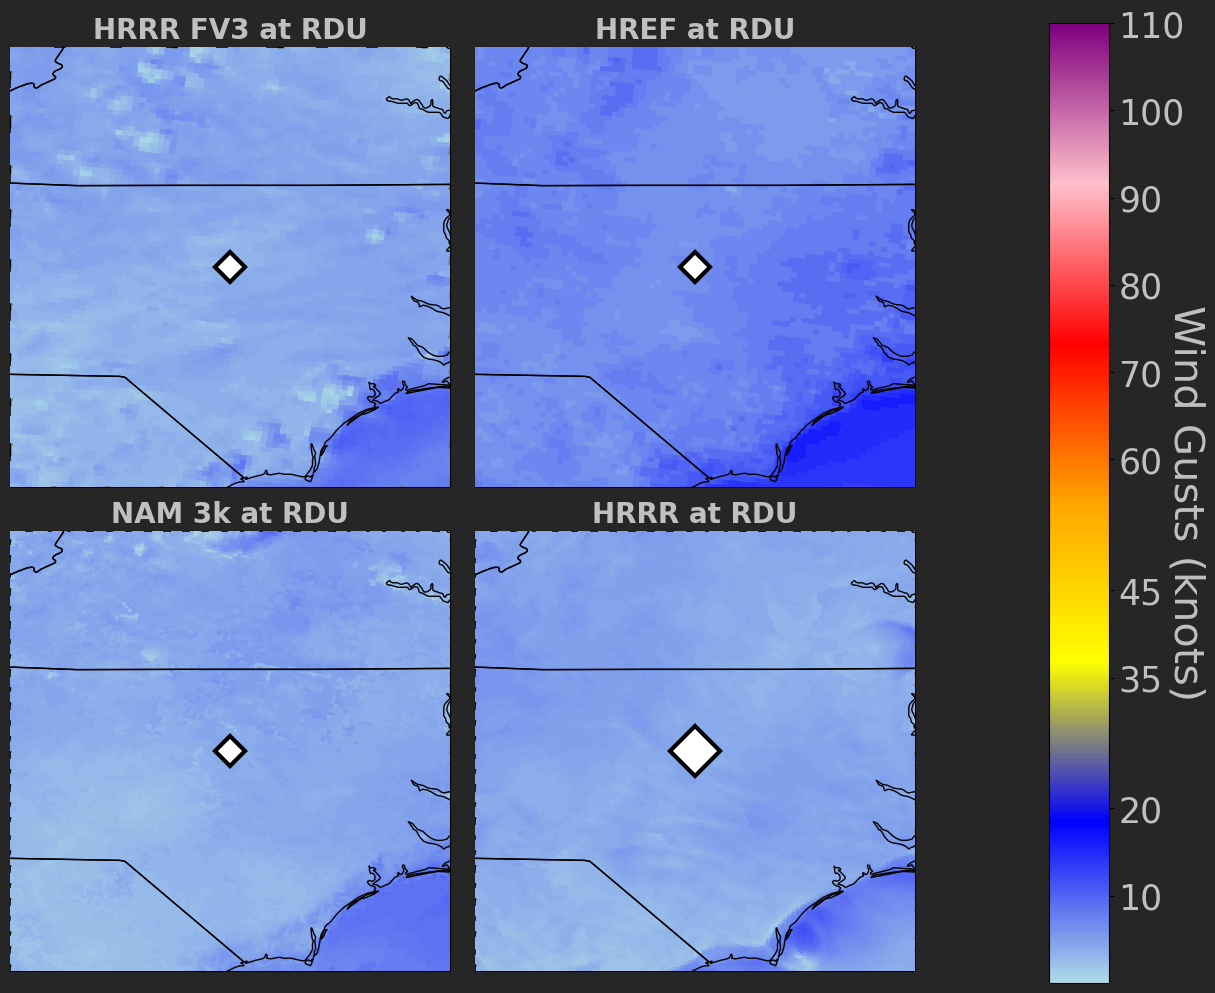 HRRR FV3 at RDU
HREF at RDU
NAM 3k at RDU
HRRR at RDU
110
100
90
80
70
60
45
35
20
10
Wind Gusts (knots)